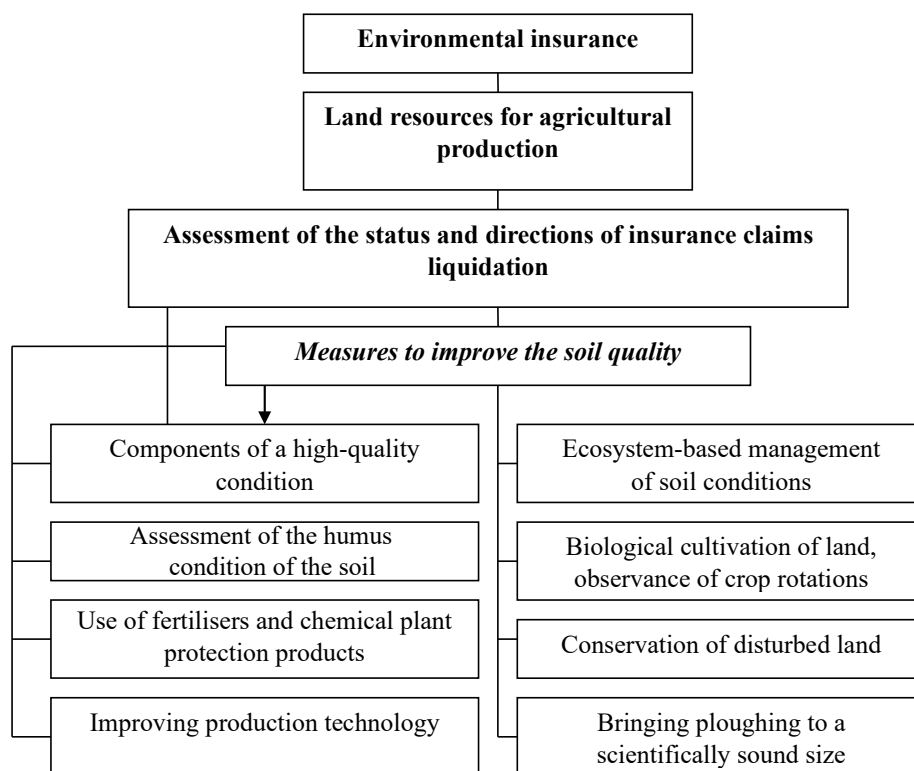 Environmental insurance
Land resources for agricultural
production
Assessment of the status and directions of insurance claims
liquidation
Measures to improve the soil quality
Components of a high-quality
condition
Assessment of the humus
condition of the soil
Use of fertilisers and chemical plant
protection products
Improving production technology
Ecosystem-based management
of soil conditions
Biological cultivation of land,
observance of crop rotations
Conservation of disturbed land
Bringing ploughing to a
scientifically sound size